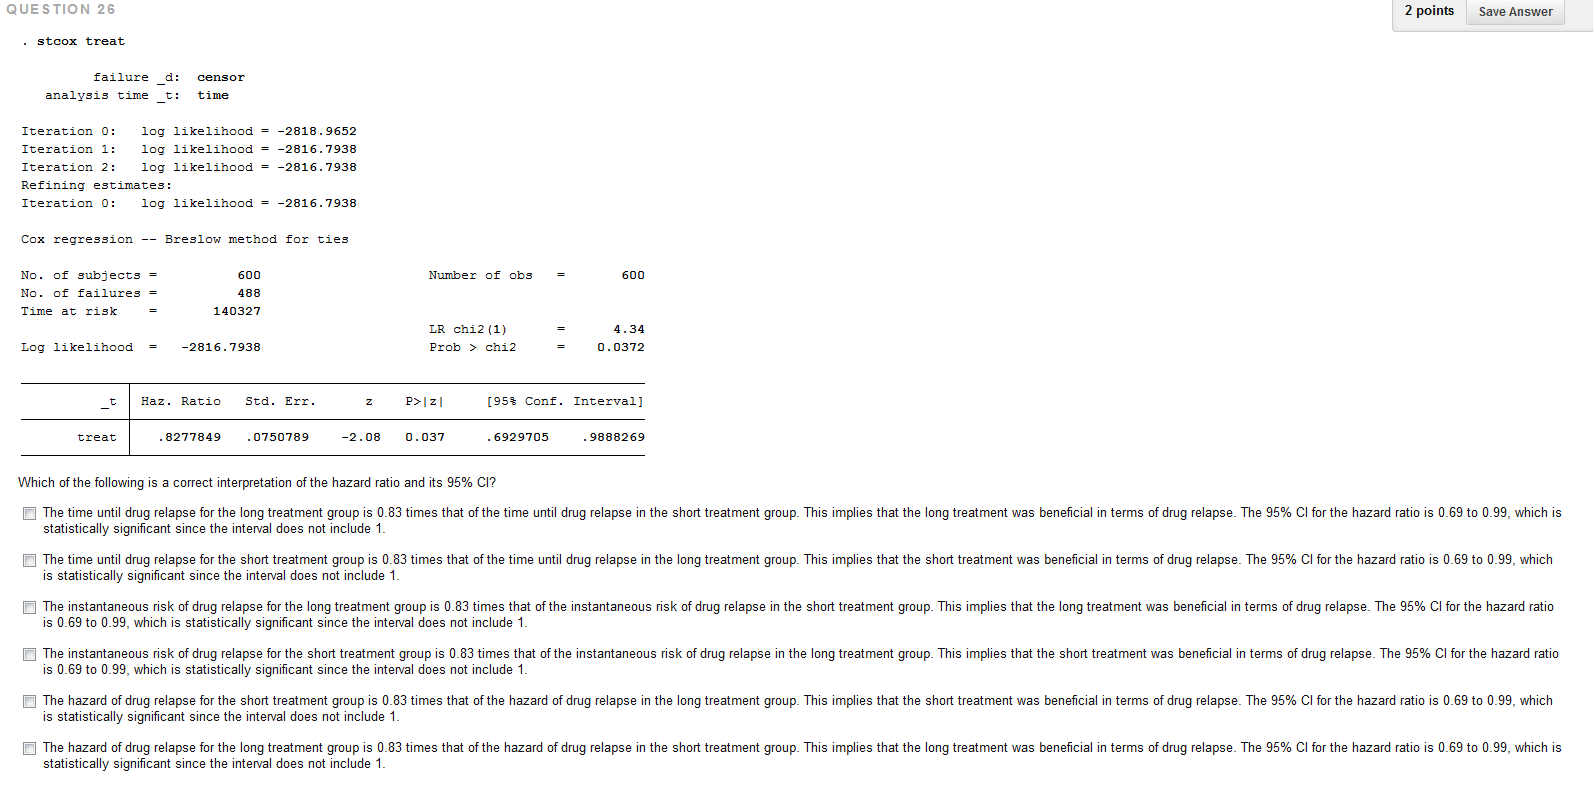 QUESTION 26
2 points
Save Answer
. stcox treat
failure _d: censor
analysis time _t: time
Iteration 0: log likelihood = -2818.9652
Iteration 1: log likelihood = -2816.7938
Iteration 2: log likelihood = -2816.7938
Refining estimates:
Iteration 0: log likelihood = -2816.7938
Cox regression -- Breslow method for ties
No. of subjects = 600 Number of obs = 600
No. of failures = 488
Time at risk = 140327
LR chi2(1) = 4.34
Log likelihood = -2816.7938 Prob > chi2 = 0.0372
_t Haz. Ratio Std. Err. z P>|z| [95% Conf. Interval]
treat .8277849 .0750789 -2.08 0.037 .6929705 .9888269
Which of the following is a correct interpretation of the hazard ratio and its 95% CI?
The time until drug relapse for the long treatment group is 0.83 times that of the time until drug relapse in the short treatment group. This implies that the long treatment was beneficial in terms of drug relapse. The 95% CI for the hazard ratio is 0.69 to 0.99, which is
statistically significant since the interval does not include 1.
The time until drug relapse for the short treatment group is 0.83 times that of the time until drug relapse in the long treatment group. This implies that the short treatment was beneficial in terms of drug relapse. The 95% CI for the hazard ratio is 0.69 to 0.99, which
is statistically significant since the interval does not include 1.
The instantaneous risk of drug relapse for the long treatment group is 0.83 times that of the instantaneous risk of drug relapse in the short treatment group. This implies that the long treatment was beneficial in terms of drug relapse. The 95% CI for the hazard ratio
is 0.69 to 0.99, which is statistically significant since the interval does not include 1.
The instantaneous risk of drug relapse for the short treatment group is 0.83 times that of the instantaneous risk of drug relapse in the long treatment group. This implies that the short treatment was beneficial in terms of drug relapse. The 95% CI for the hazard ratio
is 0.69 to 0.99, which is statistically significant since the interval does not include 1.
The hazard of drug relapse for the short treatment group is 0.83 times that of the hazard of drug relapse in the long treatment group. This implies that the short treatment was beneficial in terms of drug relapse. The 95% CI for the hazard ratio is 0.69 to 0.99, which
is statistically significant since the interval does not include 1.
The hazard of drug relapse for the long treatment group is 0.83 times that of the hazard of drug relapse in the short treatment group. This implies that the long treatment was beneficial in terms of drug relapse. The 95% CI for the hazard ratio is 0.69 to 0.99, which is
statistically significant since the interval does not include 1.